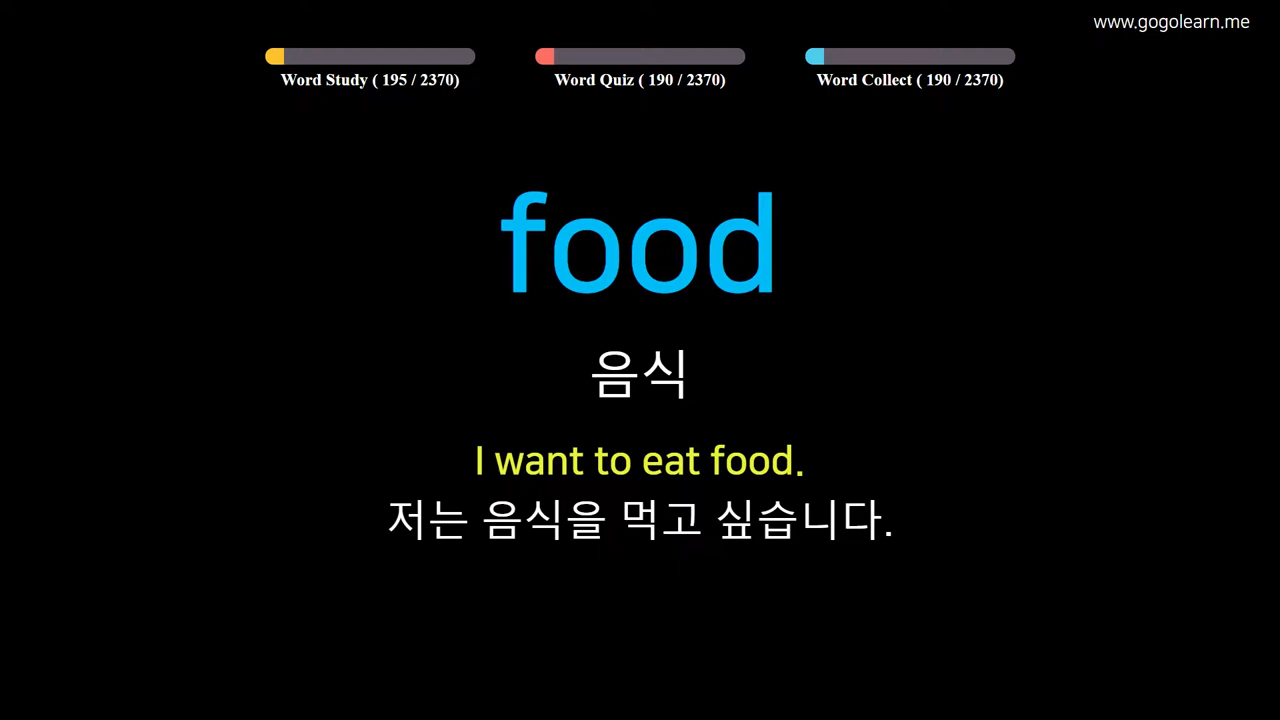 www.gogolearn.me
Word Study ( 195 / 2370)
Word Quiz ( 190 / 2370)
Word Collect ( 190 / 2370)
food
음식
I want to eat food.
저는 음식을 먹고 싶습니다.